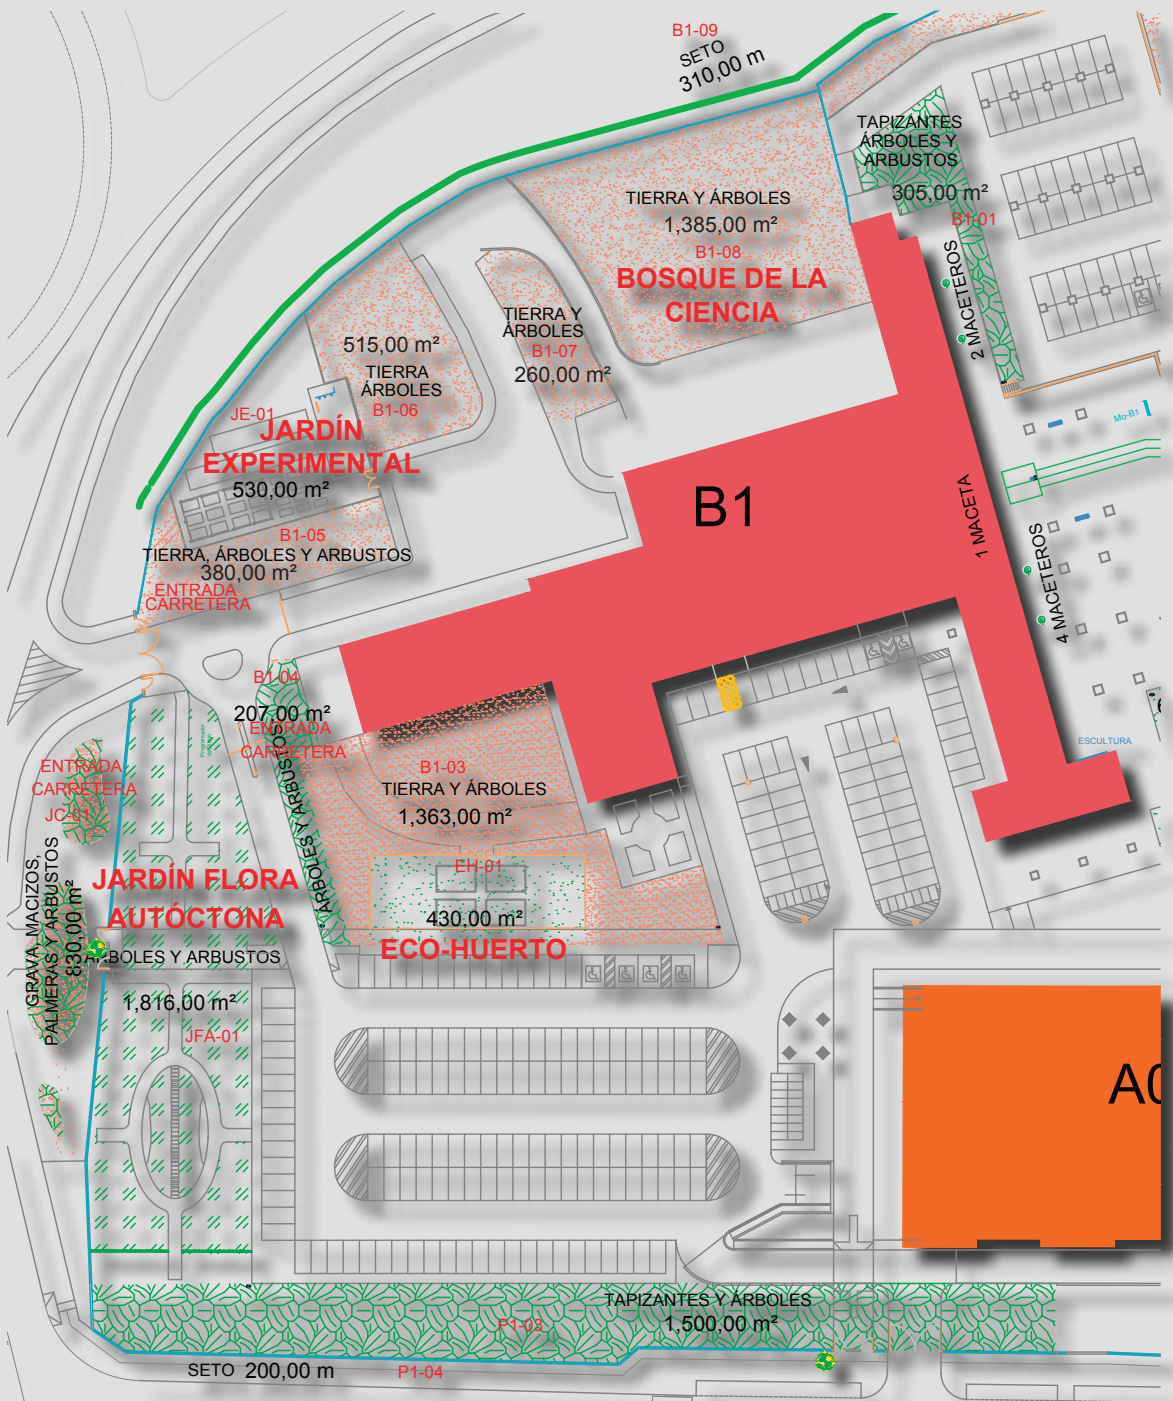 B1-09
SETO
310,00 m
TAPIZANTES
ÁRBOLES Y
ARBUSTOS
305,00 m²
B1-01
TIERRA Y ÁRBOLES
1,385,00 m²
B1-08
BOSQUE DE LA
CIENCIA
2 MACETEROS
TIERRA Y
ÁRBOLES
B1-07
260,00 m²
515,00 m²
TIERRA
ÁRBOLES
B1-06
JE-01
JARDÍN
EXPERIMENTAL
530,00 m²
Mo-B1
B1
1 MACETA
4 MACETEROS
B1-05
TIERRA, ÁRBOLES Y ARBUSTOS
380,00 m²
ENTRADA
CARRETERA
B1-04
207,00 m²
ENTRADA
CARRETERA
ÁRBOLES Y ARBUSTOS
Programador
ESCULTURA
B1-03
TIERRA Y ÁRBOLES
1,363,00 m²
ENTRADA
CARRETERA
JC-01
GRAVA, MACIZOS,
PALMERAS Y ARBUSTOS
830,00 m²
EH-01
430,00 m²
ECO-HUERTO
JARDÍN FLORA
AUTÓCTONA
ÁRBOLES Y ARBUSTOS
1,816,00 m²
JFA-01
A0
TAPIZANTES Y ÁRBOLES
P1-03
1,500,00 m²
SETO 200,00 m
P1-04